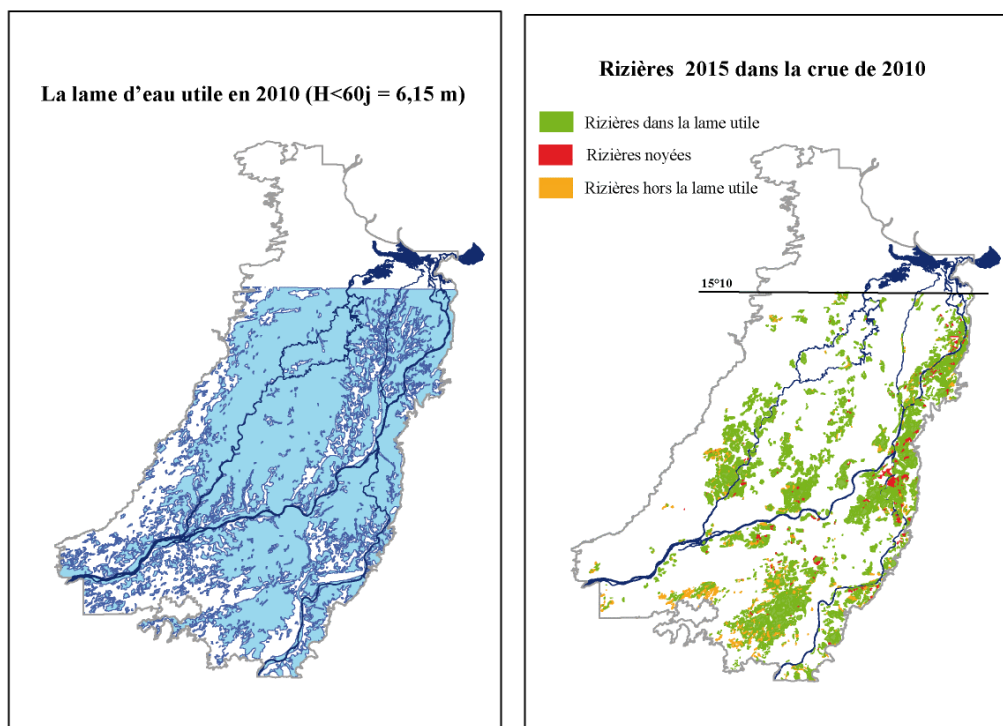 La lame d'eau utile en 2010 (H<60j = 6,15 m)
Rizières 2015 dans la crue de 2010
Rizières dans la lame utile
Rizières noyées
Rizières hors la lame utile
15°10